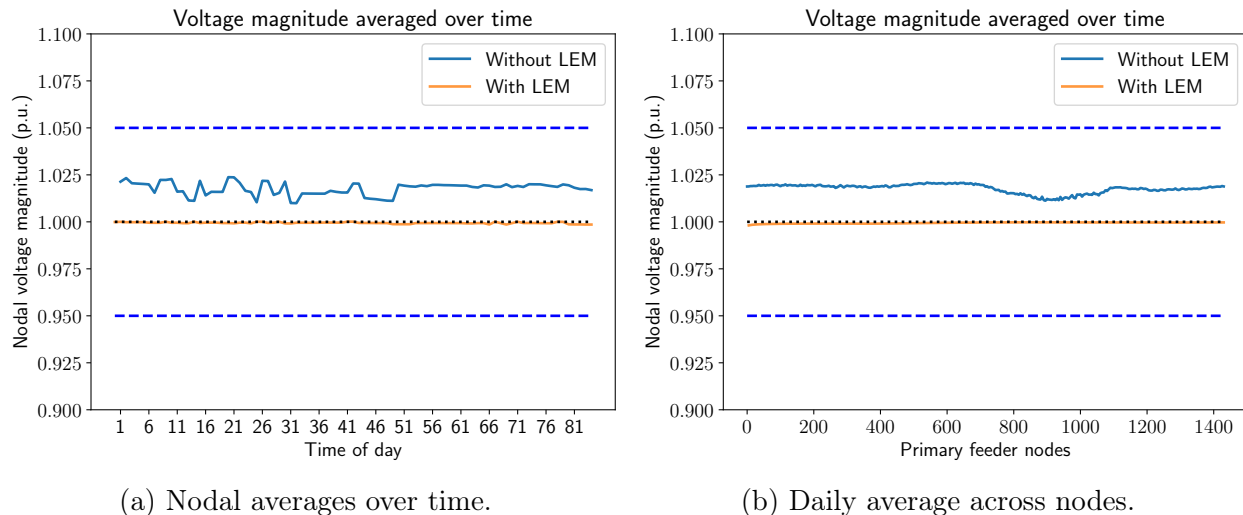 Voltage magnitude averaged over time
Nodal voltage magnitude (p.u.)
1.100
1.075
1.050
1.025
1.000
0.975
0.950
0.925
0.900
Without LEM
With LEM
1 6 11 16 21 26 31 36 41 46 51 56 61 66 71 76 81
Time of day
(a) Nodal averages over time.
Voltage magnitude averaged over time
Nodal voltage magnitude (p.u.)
1.100
1.075
1.050
1.025
1.000
0.975
0.950
0.925
0.900
Without LEM
With LEM
0 200 400 600 800 1000 1200 1400
Primary feeder nodes
(b) Daily average across nodes.